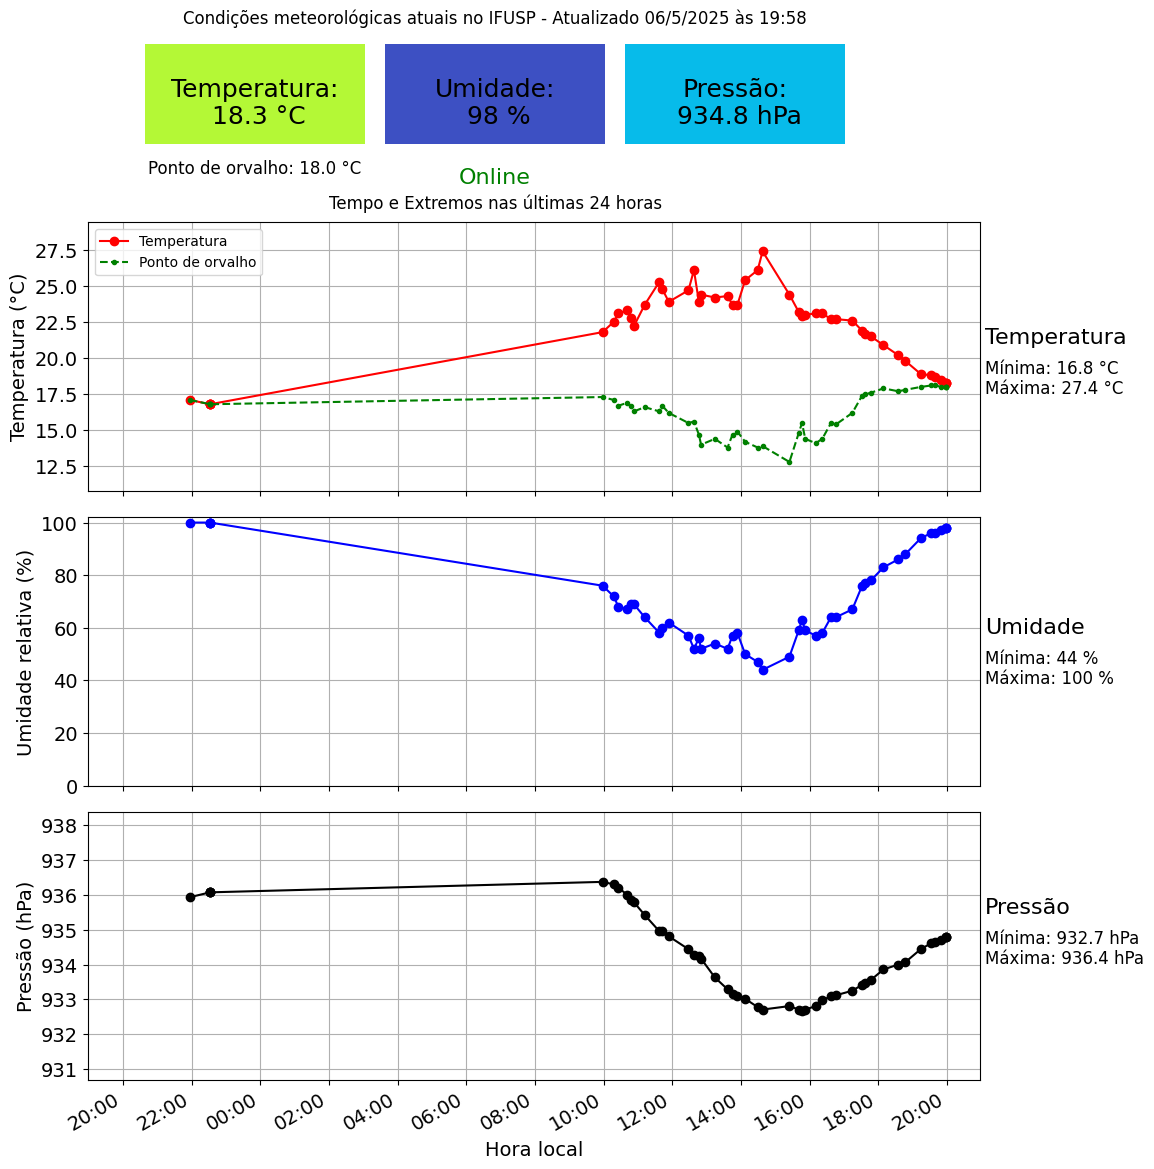 Condições meteorológicas atuais no IFUSP - Atualizado 06/5/2025 às 19:58
Temperatura:
18.3 °C
Umidade:
98 %
Pressão:
934.8 hPa
Ponto de orvalho: 18.0 °C
Online
Tempo e Extremos nas últimas 24 horas
Temperatura
Ponto de orvalho
Temperatura (°C)
27.5
25.0
22.5
20.0
17.5
15.0
12.5
Temperatura
Mínima: 16.8 °C
Máxima: 27.4 °C
Umidade relativa (%)
100
80
60
40
20
0
Umidade
Mínima: 44 %
Máxima: 100 %
Pressão (hPa)
938
937
936
935
934
933
932
931
Pressão
Mínima: 932.7 hPa
Máxima: 936.4 hPa
20:00 22:00 00:00 02:00 04:00 06:00 08:00 10:00 12:00 14:00 16:00 18:00 20:00
Hora local